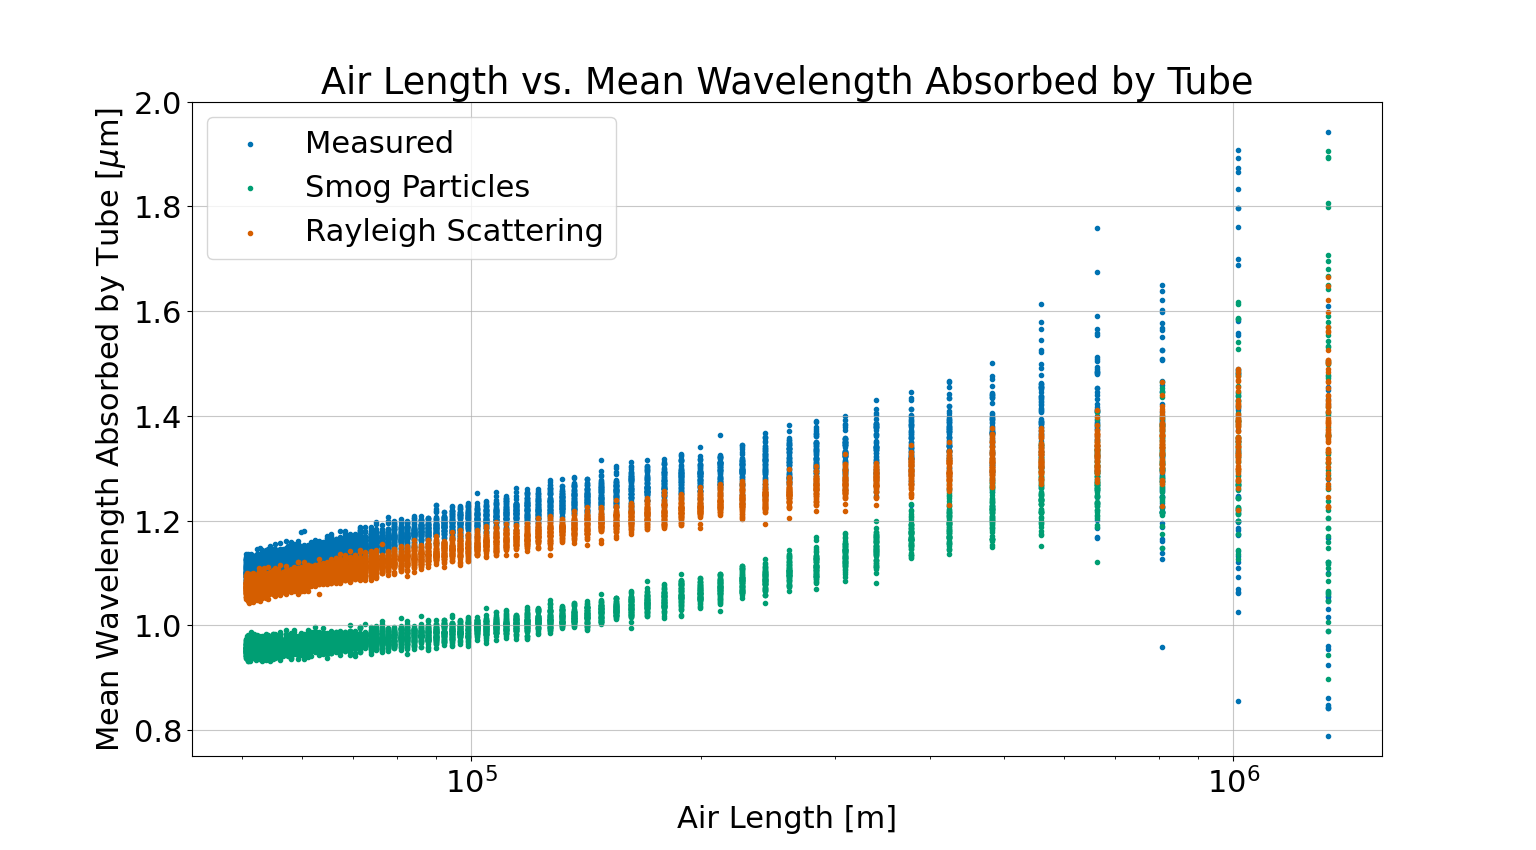 Air Length vs. Mean Wavelength Absorbed by Tube
Mean Wavelength Absorbed by Tube [μm]
2.0
1.8
1.6
1.4
1.2
1.0
0.8
Measured
Smog Particles
Rayleigh Scattering
10⁵
10⁶
Air Length [m]